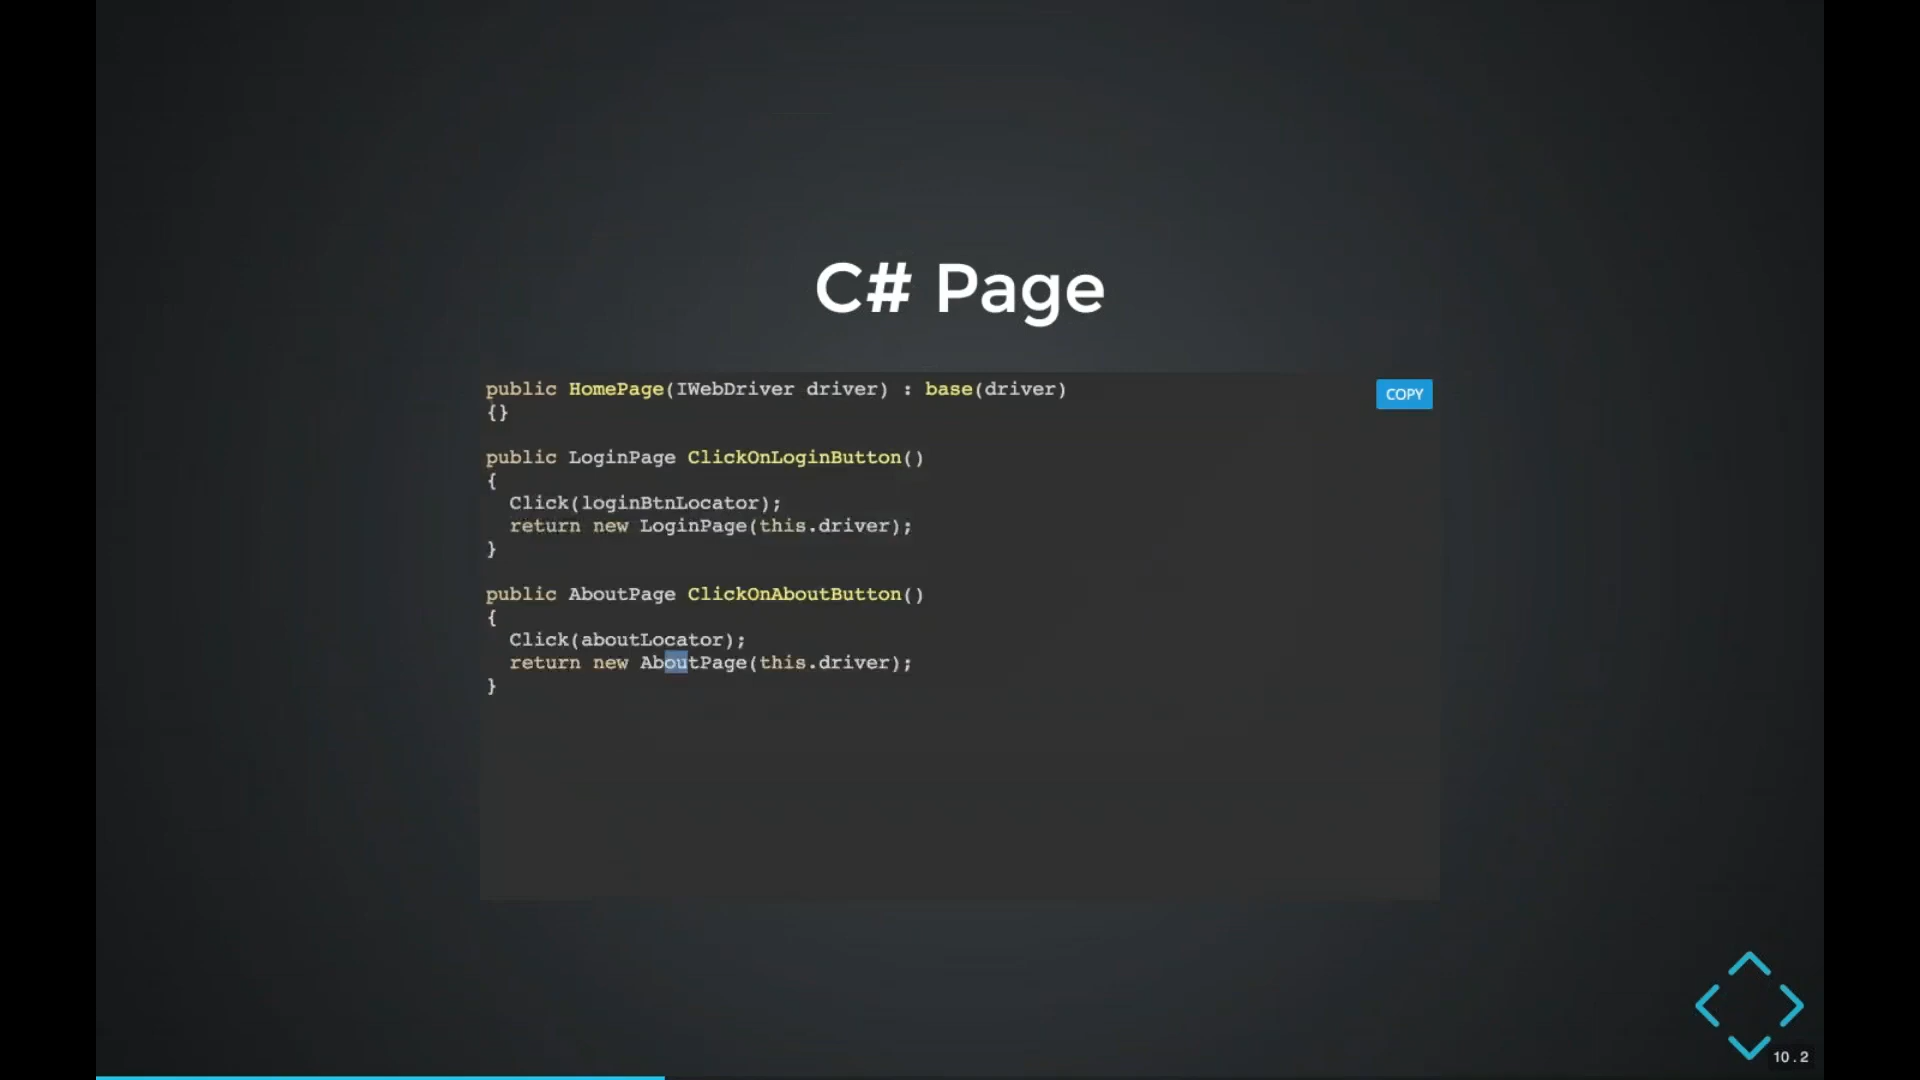 C# Page
public HomePage(IWebDriver driver) : base(driver)
{}
COPY
public LoginPage ClickOnLoginButton()
{
  Click(loginBtnLocator);
  return new LoginPage(this.driver);
}
public AboutPage ClickOnAboutButton()
{
  Click(aboutLocator);
  return new AboutPage(this.driver);
}
10.2